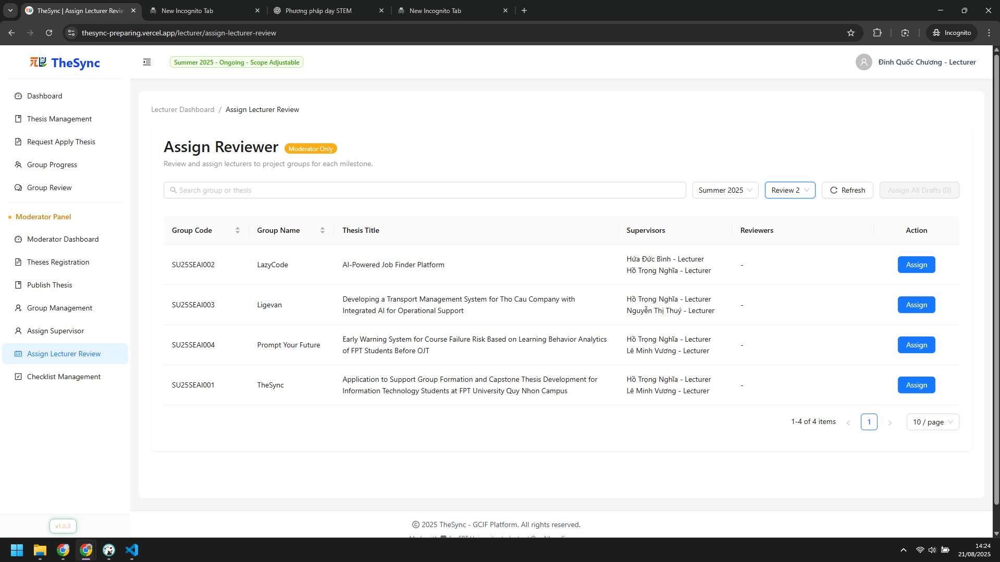 TheSync | Assign Lecturer Revie
New Incognito Tab
Phương pháp dạy STEM
New Incognito Tab
thesync-preparing.vercel.app/lecturer/assign-lecturer-review
Incognito
TheSync
Summer 2025 - Ongoing - Scope Adjustable
Đinh Quốc Chương - Lecturer
Dashboard
Thesis Management
Request Apply Thesis
Group Progress
Group Review
Moderator Panel
Moderator Dashboard
Theses Registration
Publish Thesis
Group Management
Assign Supervisor
Assign Lecturer Review
Checklist Management
v1.0.3
Lecturer Dashboard / Assign Lecturer Review
Assign Reviewer Moderator Only
Review and assign lecturers to project groups for each milestone.
Search group or thesis
Summer 2025
Review 2
Refresh
Assign All Drafts (0)
Group Code Group Name Thesis Title Supervisors Reviewers Action
SU25SEAI002 LazyCode AI-Powered Job Finder Platform
Hứa Đức Bình - Lecturer
Hồ Trọng Nghĩa - Lecturer
- Assign
SU25SEAI003 Ligevan
Developing a Transport Management System for Tho Cau Company with
Integrated AI for Operational Support
Hồ Trọng Nghĩa - Lecturer
Nguyễn Thị Thuý - Lecturer
- Assign
SU25SEAI004 Prompt Your Future
Early Warning System for Course Failure Risk Based on Learning Behavior Analytics
of FPT Students Before OJT
Hồ Trọng Nghĩa - Lecturer
Lê Minh Vương - Lecturer
- Assign
SU25SEAI001 TheSync
Application to Support Group Formation and Capstone Thesis Development for
Information Technology Students at FPT University Quy Nhon Campus
Hồ Trọng Nghĩa - Lecturer
Lê Minh Vương - Lecturer
- Assign
1-4 of 4 items < 1 > 10 / page
© 2025 TheSync - GCIF Platform. All rights reserved.
14:24
21/08/2025